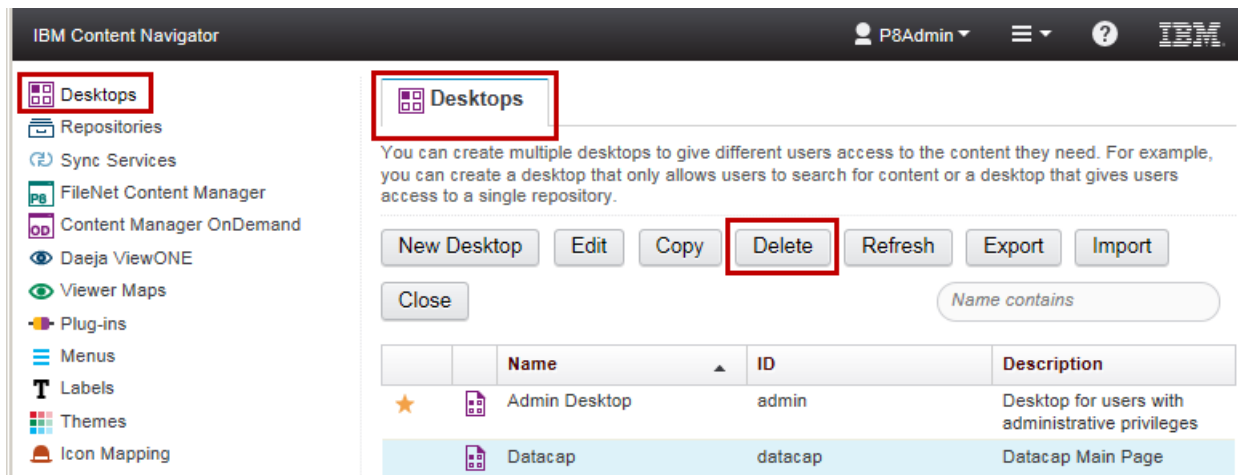 IBM Content Navigator P8Admin ? IBM.
Desktops
Repositories
Sync Services
P8 FileNet Content Manager
OD Content Manager OnDemand
Daeja ViewONE
Viewer Maps
Plug-ins
Menus
T Labels
Themes
Icon Mapping
Desktops
You can create multiple desktops to give different users access to the content they need. For example,
you can create a desktop that only allows users to search for content or a desktop that gives users
access to a single repository.
New Desktop Edit Copy Delete Refresh Export Import
Close Name contains
Name ID Description
Admin Desktop admin Desktop for users with
administrative privileges
Datacap datacap Datacap Main Page